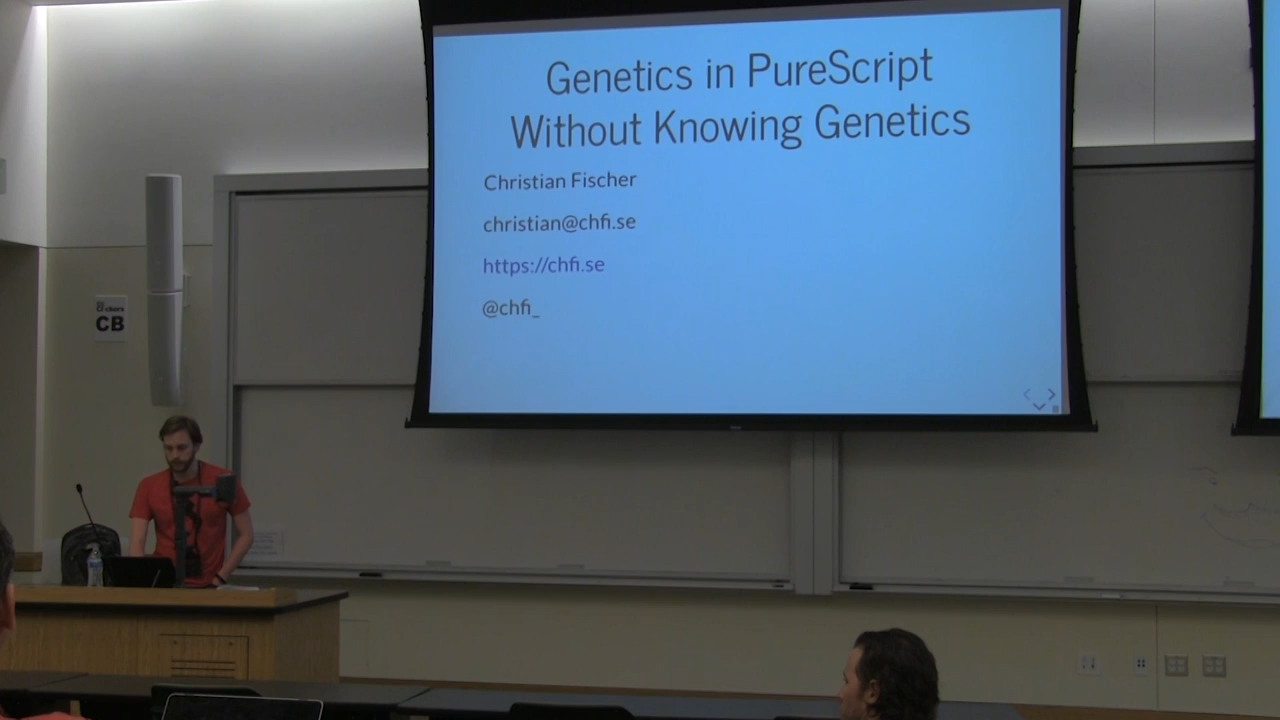 Genetics in PureScript
Without Knowing Genetics
Christian Fischer
christian@chfi.se
https://chfi.se
@chfi_
CB